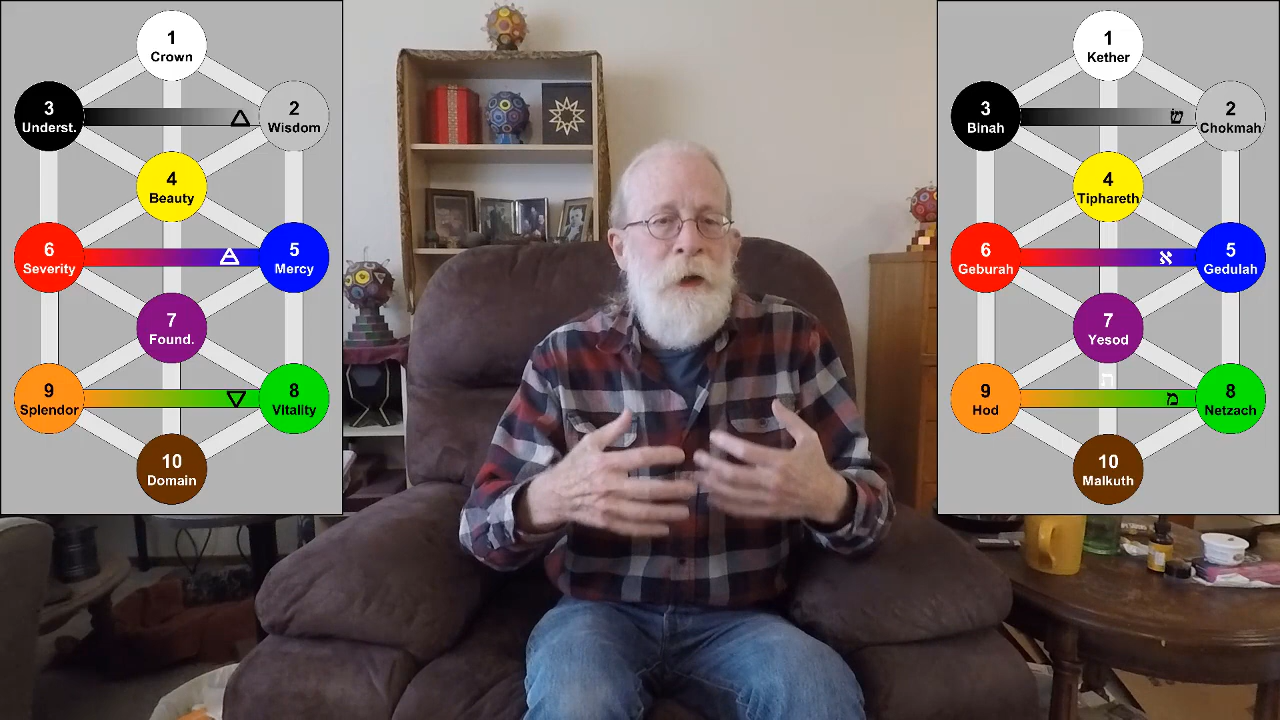 1
Crown
3
Underst.
2
Wisdom
4
Beauty
6
Severity
5
Mercy
7
Found.
9
Splendor
8
Vitality
10
Domain
1
Kether
3
Binah
ש
2
Chokmah
4
Tiphareth
6
Geburah
א
5
Gedulah
7
Yesod
ת
9
Hod
מ
8
Netzach
10
Malkuth